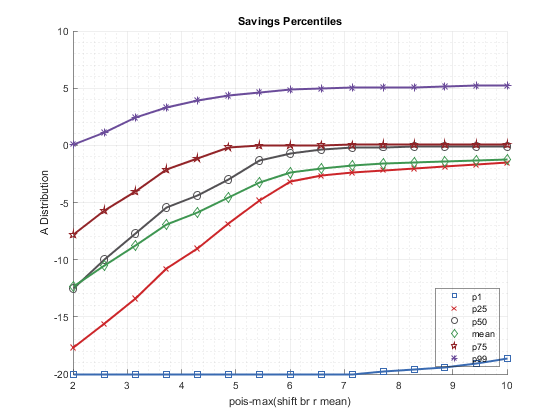 Savings Percentiles
10
5
0
-5
-10
-15
-20
A Distribution
2 3 4 5 6 7 8 9 10
pois-max(shift br r mean)
p1
p25
p50
mean
p75
p99